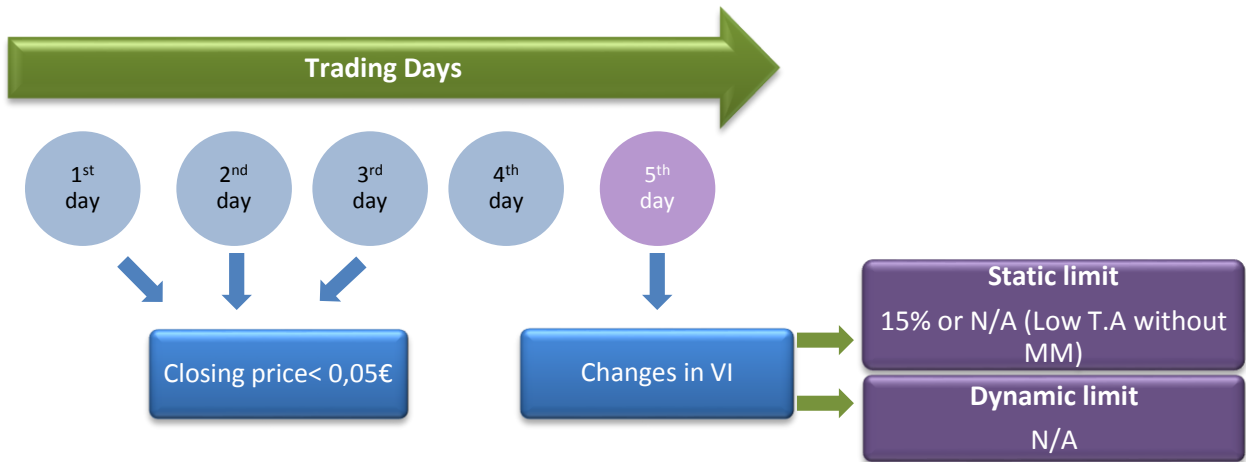 Trading Days
1st
day
2nd
day
3rd
day
4th
day
5th
day
Static limit
15% or N/A (Low T.A without
MM)
Closing price< 0,05€
Changes in VI
Dynamic limit
N/A